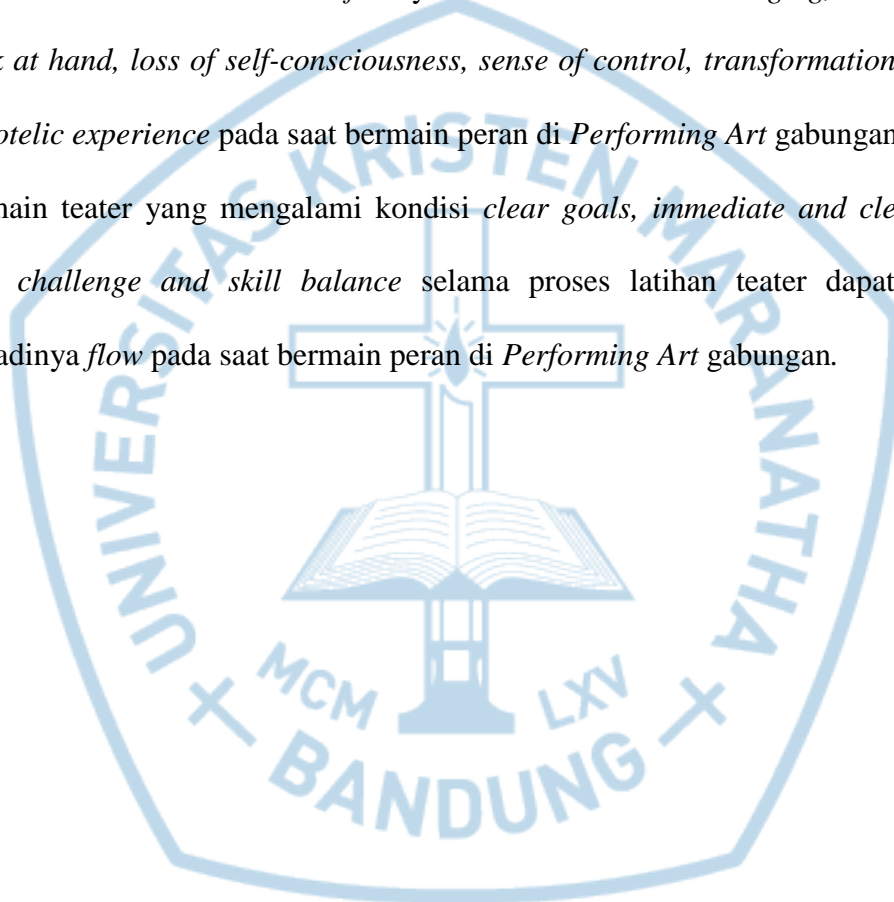 at hand, loss of self-consciousness, sense of control, transformation
otelic experience pada saat bermain peran di Performing Art gabungan
main teater yang mengalami kondisi clear goals, immediate and cle
challenge and skill balance selama proses latihan teater dapat
adinya flow pada saat bermain peran di Performing Art gabungan.
UNIVERSITAS KRISTEN MARANATHA
MCM LXV
BANDUNG